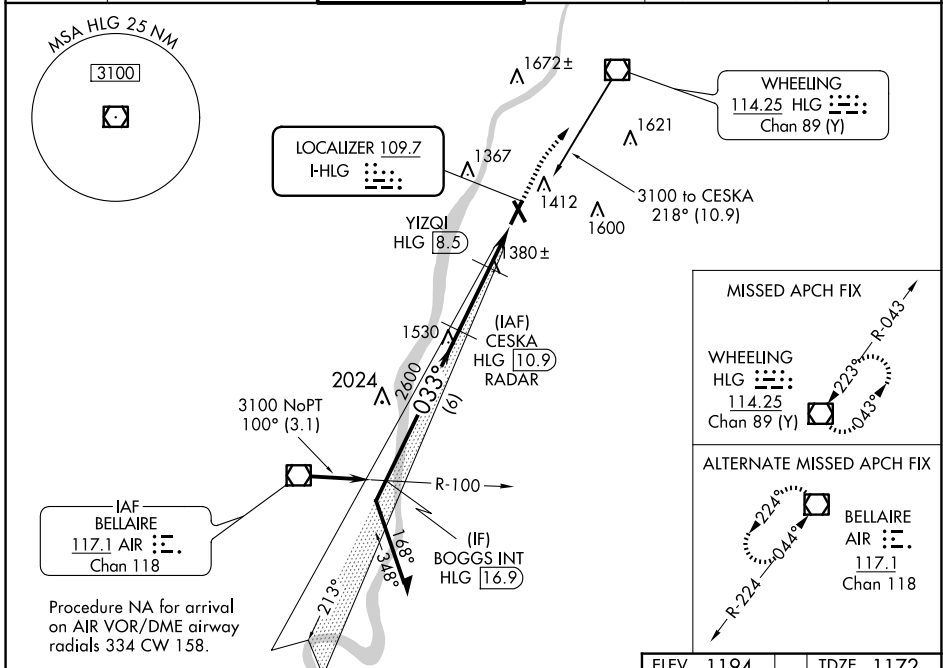 MSA HLG 25 NM
3100
1672±
WHEELING
114.25 HLG
Chan 89 (Y)
1621
LOCALIZER 109.7
I-HLG
1367
1412
1600
3100 to CESKA
218° (10.9)
YIZQI
HLG 8.5
1380±
1530
(IAF)
CESKA
HLG 10.9
RADAR
2024
2600
033°
(6)
3100 NoPT
100° (3.1)
R-100
IAF
BELLAIRE
117.1 AIR
Chan 118
(IF)
BOGGS INT
HLG 16.9
168°
348°
213°
Procedure NA for arrival
on AIR VOR/DME airway
radials 334 CW 158.
MISSED APCH FIX
R-043
WHEELING
HLG
114.25
Chan 89 (Y)
223°
043°
ALTERNATE MISSED APCH FIX
224°
044°
R-224
BELLAIRE
AIR
117.1
Chan 118
ELEV 1194
TDZE 1172